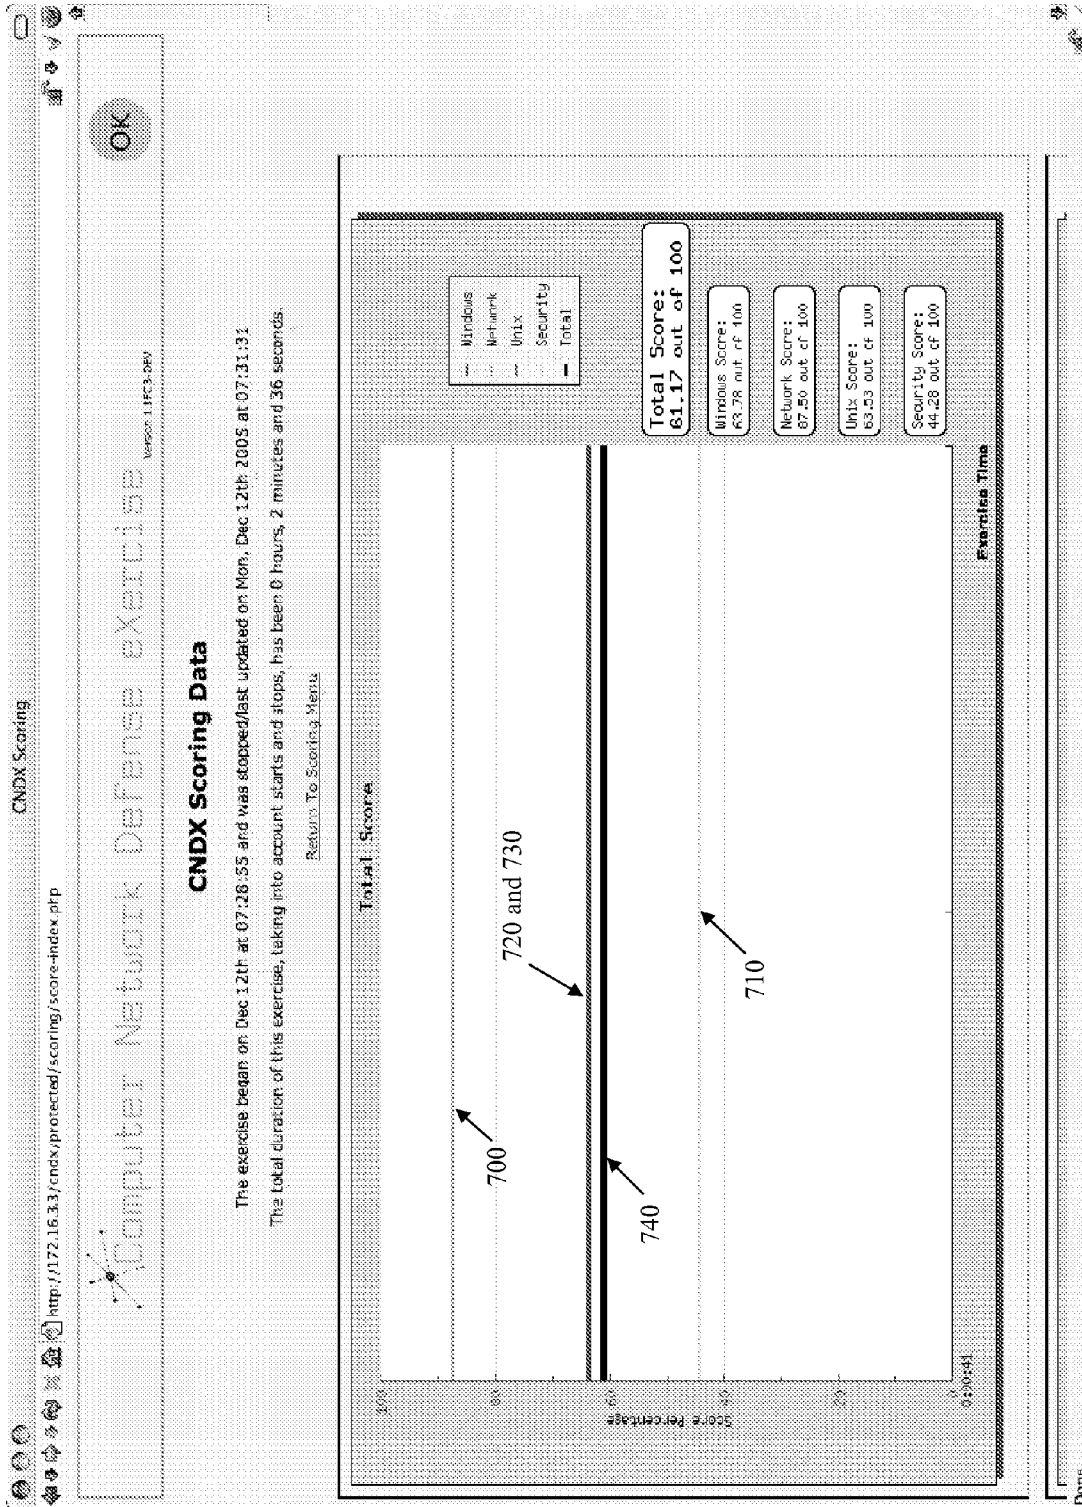 CNDX Scoring
http://172.16.3.3/cndx/protected/scoring/score-index.php
Computer Network Defense eXercise
OK
CNDX Scoring Data
The exercise began on Dec 12th at 07:28:55 and was stopped/last updated on Mon, Dec 12th 2005 at 07:31:31
The total duration of this exercise, taking into account starts and stops, has been 0 hours, 2 minutes and 36 seconds.
Return To Scoring Menu
Total Score
Windows
Network
Unix
Security
Total
Total Score:
61.17 out of 100
Windows Score:
63.78 out of 100
Network Score:
87.50 out of 100
Unix Score:
63.53 out of 100
Security Score:
44.28 out of 100
Score Percentage
100
80
60
40
20
0
0:00:41
Exercise Time
700
720 and 730
740
710
Done